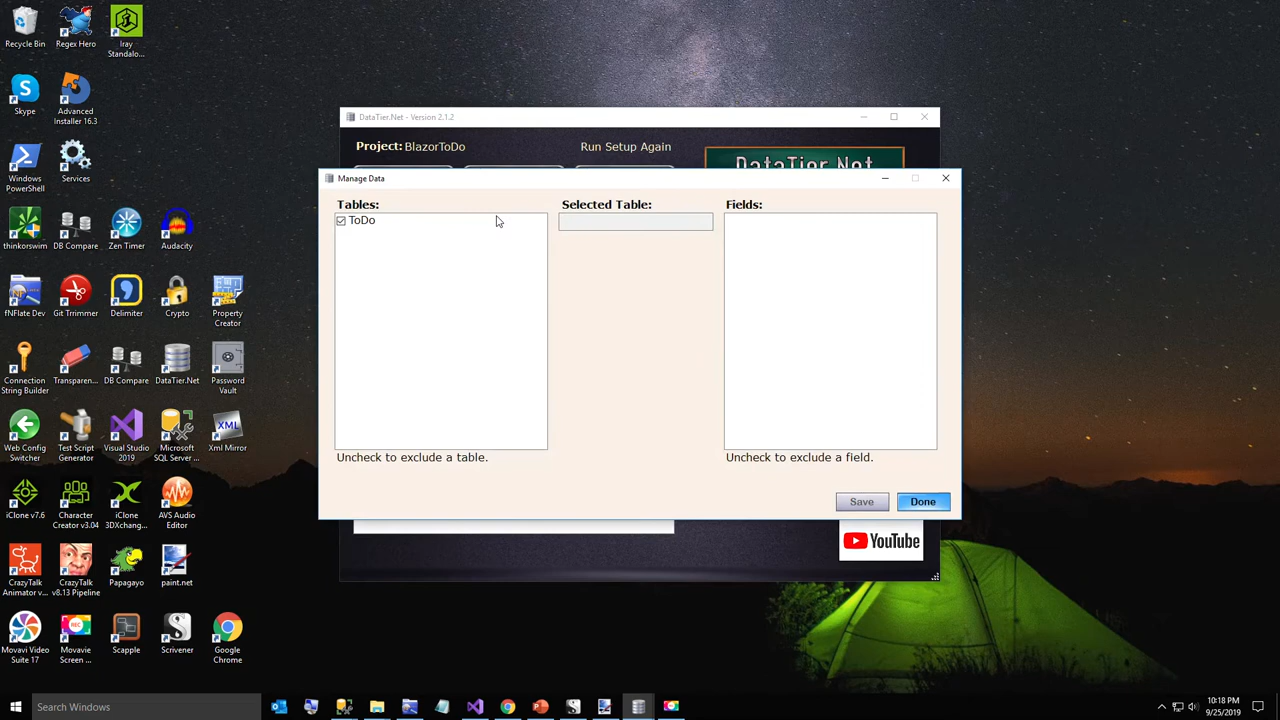 Recycle Bin
Regex Hero
Iray
Standalo...
Skype
Advanced
Installer 16.3
Windows
PowerShell
Services
thinkorswim
DB Compare
Zen Timer
Audacity
fNFlate Dev
Git Trrimmer
Delimiter
Crypto
Property
Creator
Connection
String Builder
Transparen...
DB Compare
DataTier.Net
Password
Vault
Web Config
Switcher
Test Script
Generator
Visual Studio
2019
Microsoft
SQL Server ...
XML
Xml Mirror
iClone v7.6
Character
Creator v3.04
iClone
3DXchang...
AVS Audio
Editor
CrazyTalk
Animator v...
CrazyTalk
v8.13 Pipeline
Papagayo
paint.net
Movavi Video
Suite 17
REC
Movavie
Screen ...
Scapple
Scrivener
Google
Chrome
DataTier.Net - Version 2.1.2
Project: BlazorToDo
Run Setup Again
DataTier.Net
Manage Data
Tables:
Selected Table:
Fields:
ToDo
Uncheck to exclude a table.
Uncheck to exclude a field.
Save
Done
YouTube
Search Windows
10:18 PM
9/25/2019